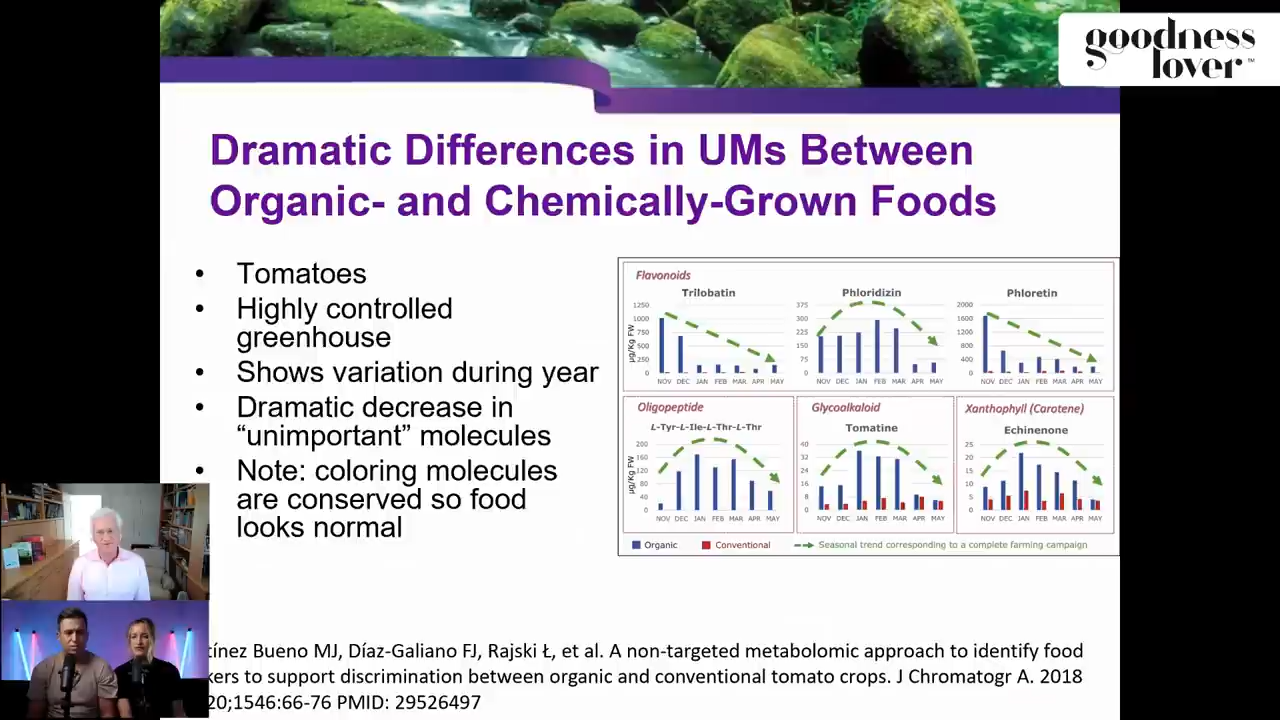 goodness
lover™
Dramatic Differences in UMs Between
Organic- and Chemically-Grown Foods
• Tomatoes
• Highly controlled
greenhouse
• Shows variation during year
• Dramatic decrease in
“unimportant” molecules
• Note: coloring molecules
are conserved so food
looks normal
Flavonoids
Trilobatin
1250
1000
750
500
250
0
µg/Kg FW
NOV DEC JAN FEB MAR APR MAY
Phloridizin
375
300
225
150
75
0
NOV DEC JAN FEB MAR APR MAY
Phloretin
2000
1600
1200
800
400
0
NOV DEC JAN FEB MAR APR MAY
Oligopeptide
L-Tyr-L-Ile-L-Thr-L-Thr
200
160
120
80
40
0
µg/Kg FW
NOV DEC JAN FEB MAR APR MAY
Glycoalkaloid
Tomatine
40
32
24
16
8
0
NOV DEC JAN FEB MAR APR MAY
Xanthophyll (Carotene)
Echinenone
25
20
15
10
5
0
NOV DEC JAN FEB MAR APR MAY
Organic Conventional Seasonal trend corresponding to a complete farming campaign
tínez Bueno MJ, Díaz-Galiano FJ, Rajski Ł, et al. A non-targeted metabolomic approach to identify food
kers to support discrimination between organic and conventional tomato crops. J Chromatogr A. 2018
20;1546:66-76 PMID: 29526497